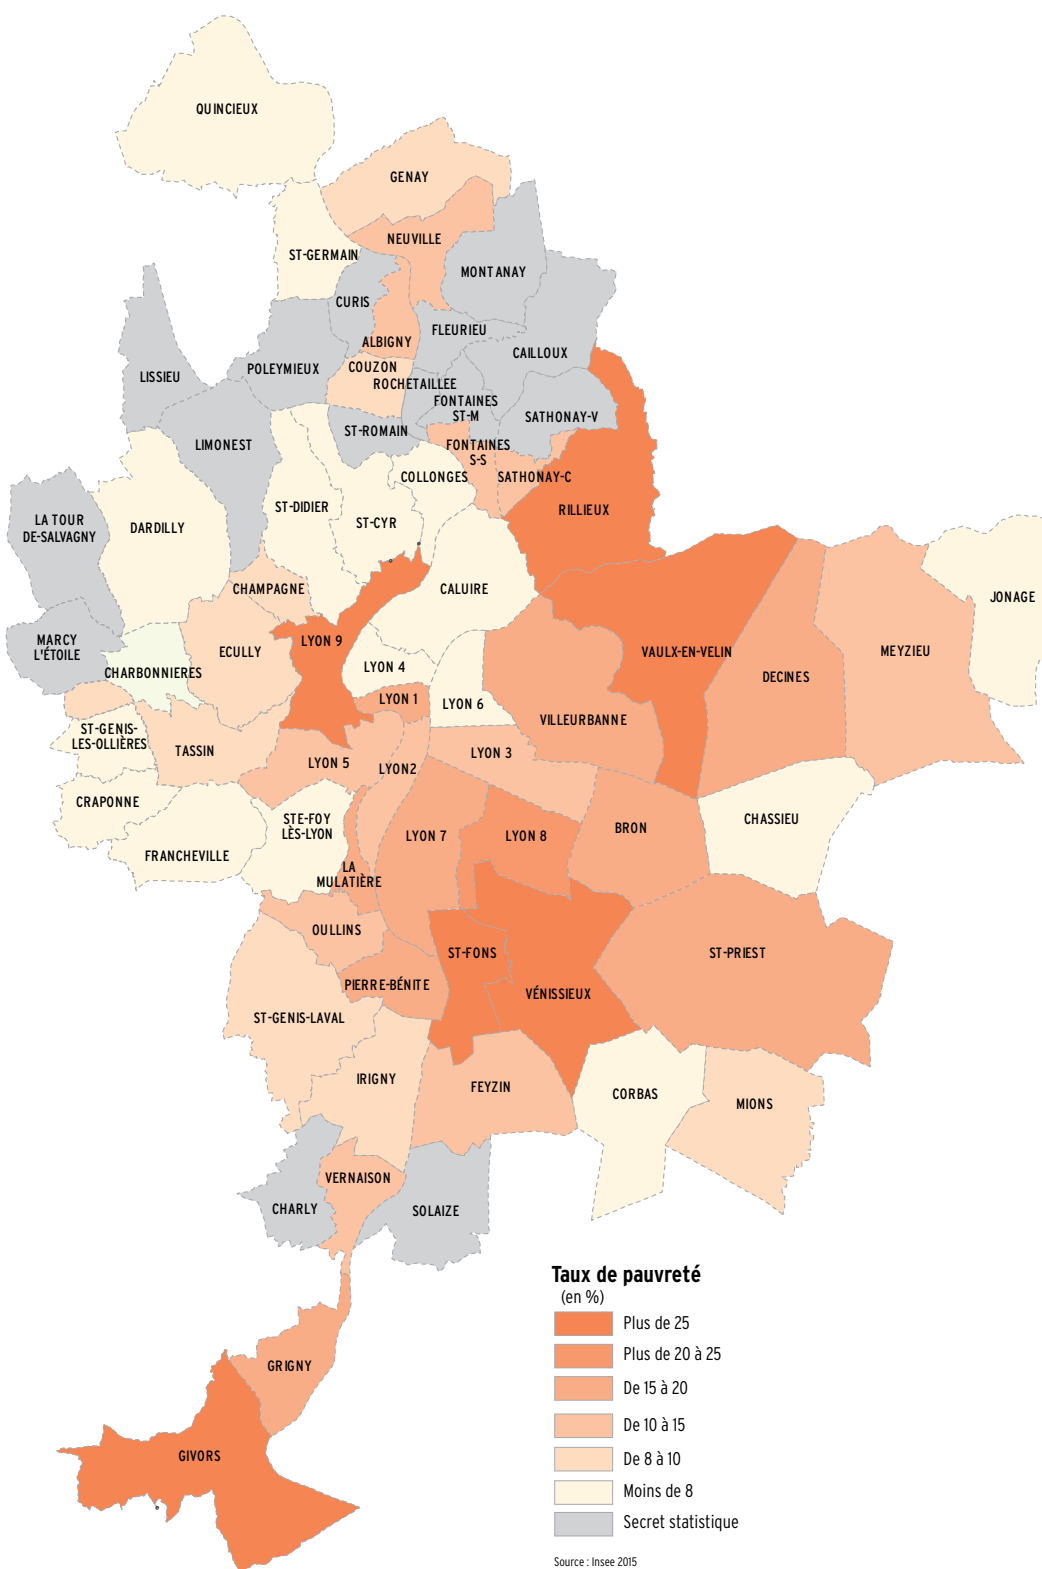 QUINCIEUX
GENAY
NEUVILLE
ST-GERMAIN
MONTANAY
CURIS
FLEURIEU
ALBIGNY
CAILLOUX
POLEYMIEUX
COUZON
LISSIEU
ROCHETAILLEE
FONTAINES
ST-M
SATHONAY-V
ST-ROMAIN
LIMONEST
FONTAINES
S-S
COLLONGES
SATHONAY-C
ST-DIDIER
RILLIEUX
LA TOUR
DE-SALVAGNY
DARDILLY
ST-CYR
CHAMPAGNE
CALUIRE
JONAGE
MARCY
L'ÉTOILE
LYON 9
ECULLY
VAULX-EN-VELIN
MEYZIEU
CHARBONNIERES
LYON 4
DECINES
LYON 1
LYON 6
VILLEURBANNE
ST-GENIS-
LES-OLLIÈRES
TASSIN
LYON 5
LYON2
LYON 3
CRAPONNE
STE-FOY
LÈS-LYON
CHASSIEU
BRON
LYON 7
LYON 8
FRANCHEVILLE
LA
MULATIÈRE
OULLINS
ST-FONS
ST-PRIEST
PIERRE-BÉNITE
VÉNISSIEUX
ST-GENIS-LAVAL
IRIGNY
FEYZIN
CORBAS
MIONS
VERNAISON
CHARLY
SOLAIZE
GRIGNY
GIVORS
Taux de pauvreté
(en %)
Plus de 25
Plus de 20 à 25
De 15 à 20
De 10 à 15
De 8 à 10
Moins de 8
Secret statistique
Source : Insee 2015